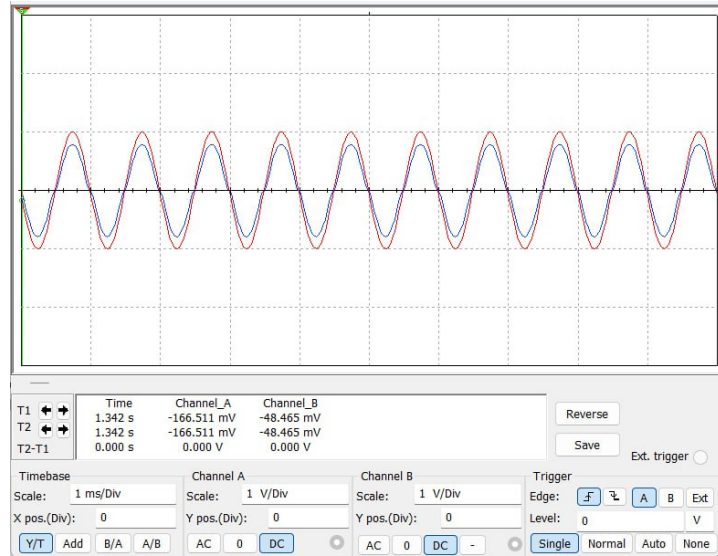 Time Channel_A Channel_B
T1 1.342 s -166.511 mV -48.465 mV
T2 1.342 s -166.511 mV -48.465 mV
T2-T1 0.000 s 0.000 V 0.000 V
Reverse
Save
Ext. trigger
Timebase
Scale: 1 ms/Div
X pos.(Div): 0
Y/T Add B/A A/B
Channel A
Scale: 1 V/Div
Y pos.(Div): 0
AC 0 DC
Channel B
Scale: 1 V/Div
Y pos.(Div): 0
AC 0 DC -
Trigger
Edge: A B Ext
Level: 0 V
Single Normal Auto None